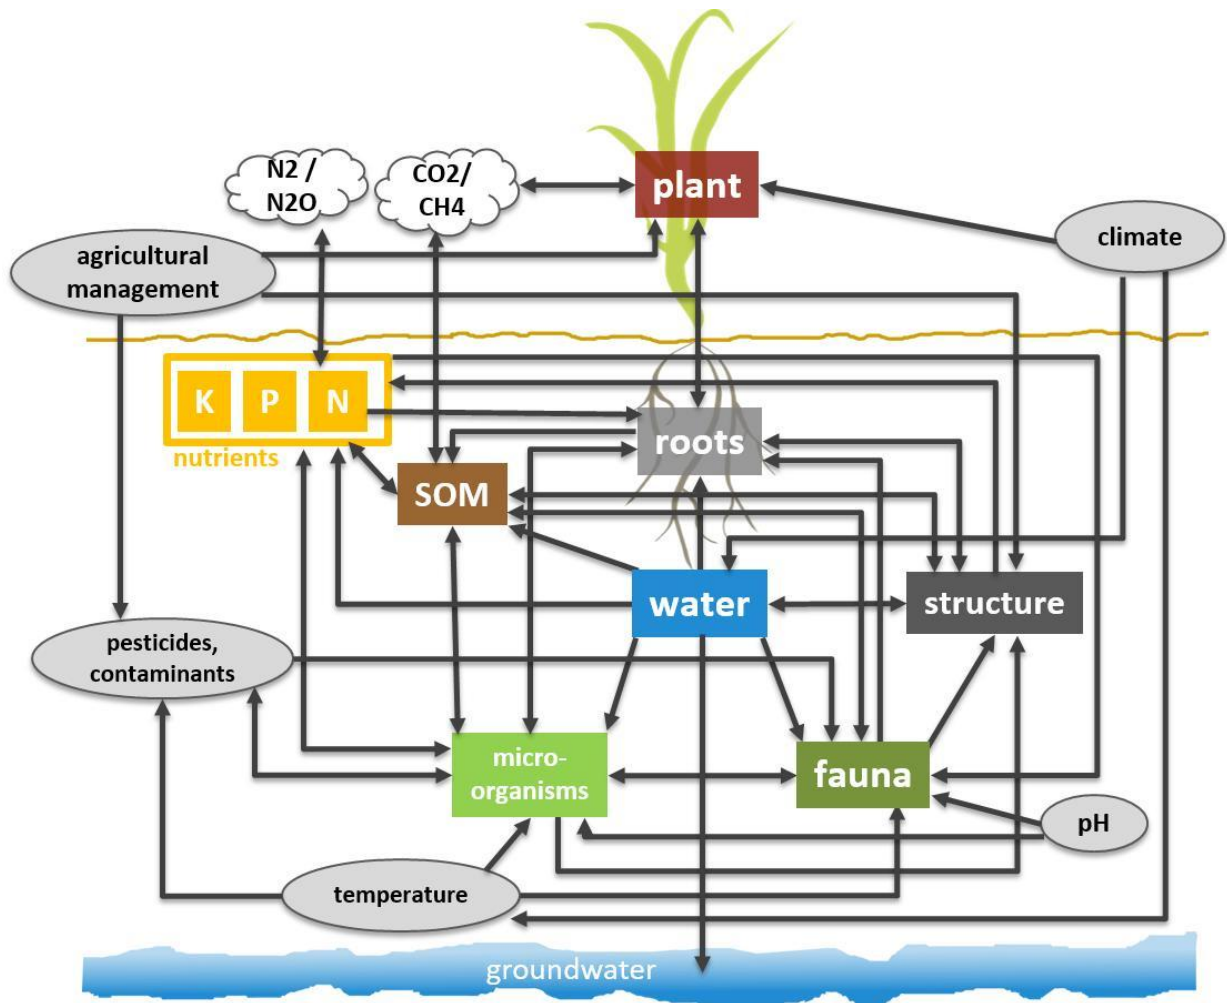 N2 /
N2O
CO2/
CH4
plant
climate
agricultural
management
K P N
nutrients
roots
SOM
water
structure
pesticides,
contaminants
micro-
organisms
fauna
pH
temperature
groundwater